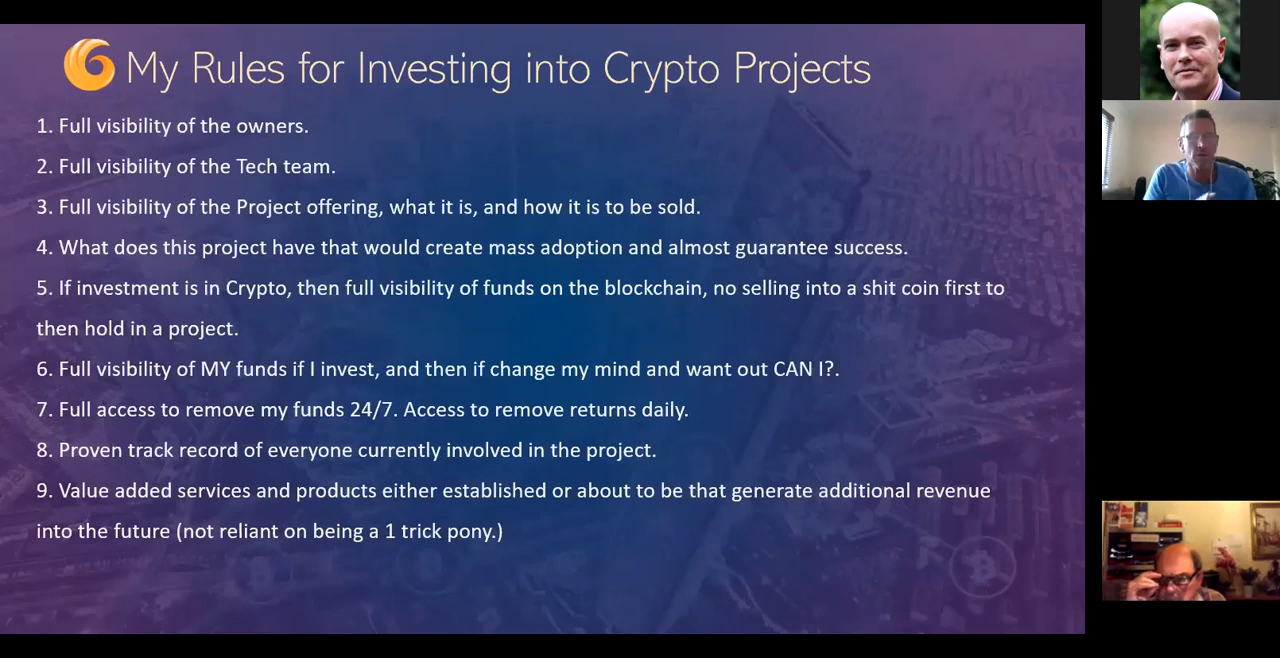 My Rules for Investing into Crypto Projects
1. Full visibility of the owners.
2. Full visibility of the Tech team.
3. Full visibility of the Project offering, what it is, and how it is to be sold.
4. What does this project have that would create mass adoption and almost guarantee success.
5. If investment is in Crypto, then full visibility of funds on the blockchain, no selling into a shit coin first to
then hold in a project.
6. Full visibility of MY funds if I invest, and then if change my mind and want out CAN I?.
7. Full access to remove my funds 24/7. Access to remove returns daily.
8. Proven track record of everyone currently involved in the project.
9. Value added services and products either established or about to be that generate additional revenue
into the future (not reliant on being a 1 trick pony.)